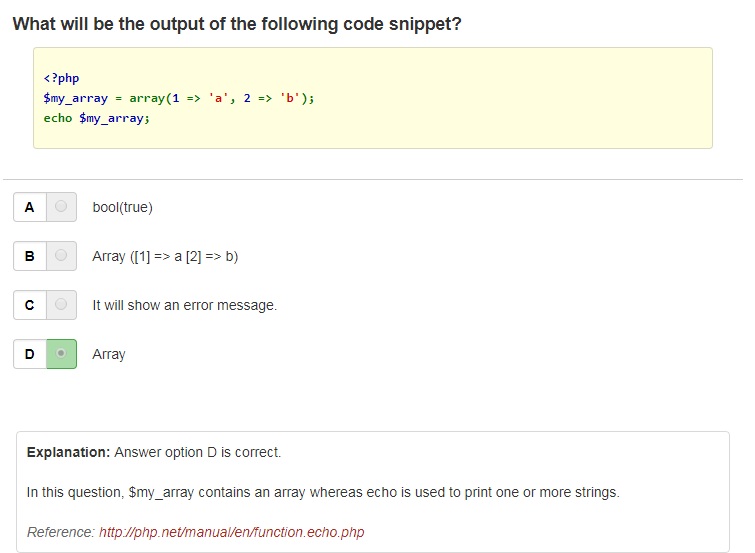 What will be the output of the following code snippet?
<?php
$my_array = array(1 => 'a', 2 => 'b');
echo $my_array;
A bool(true)
B Array ([1] => a [2] => b)
C It will show an error message.
D Array
Explanation: Answer option D is correct.
In this question, $my_array contains an array whereas echo is used to print one or more strings.
Reference: http://php.net/manual/en/function.echo.php